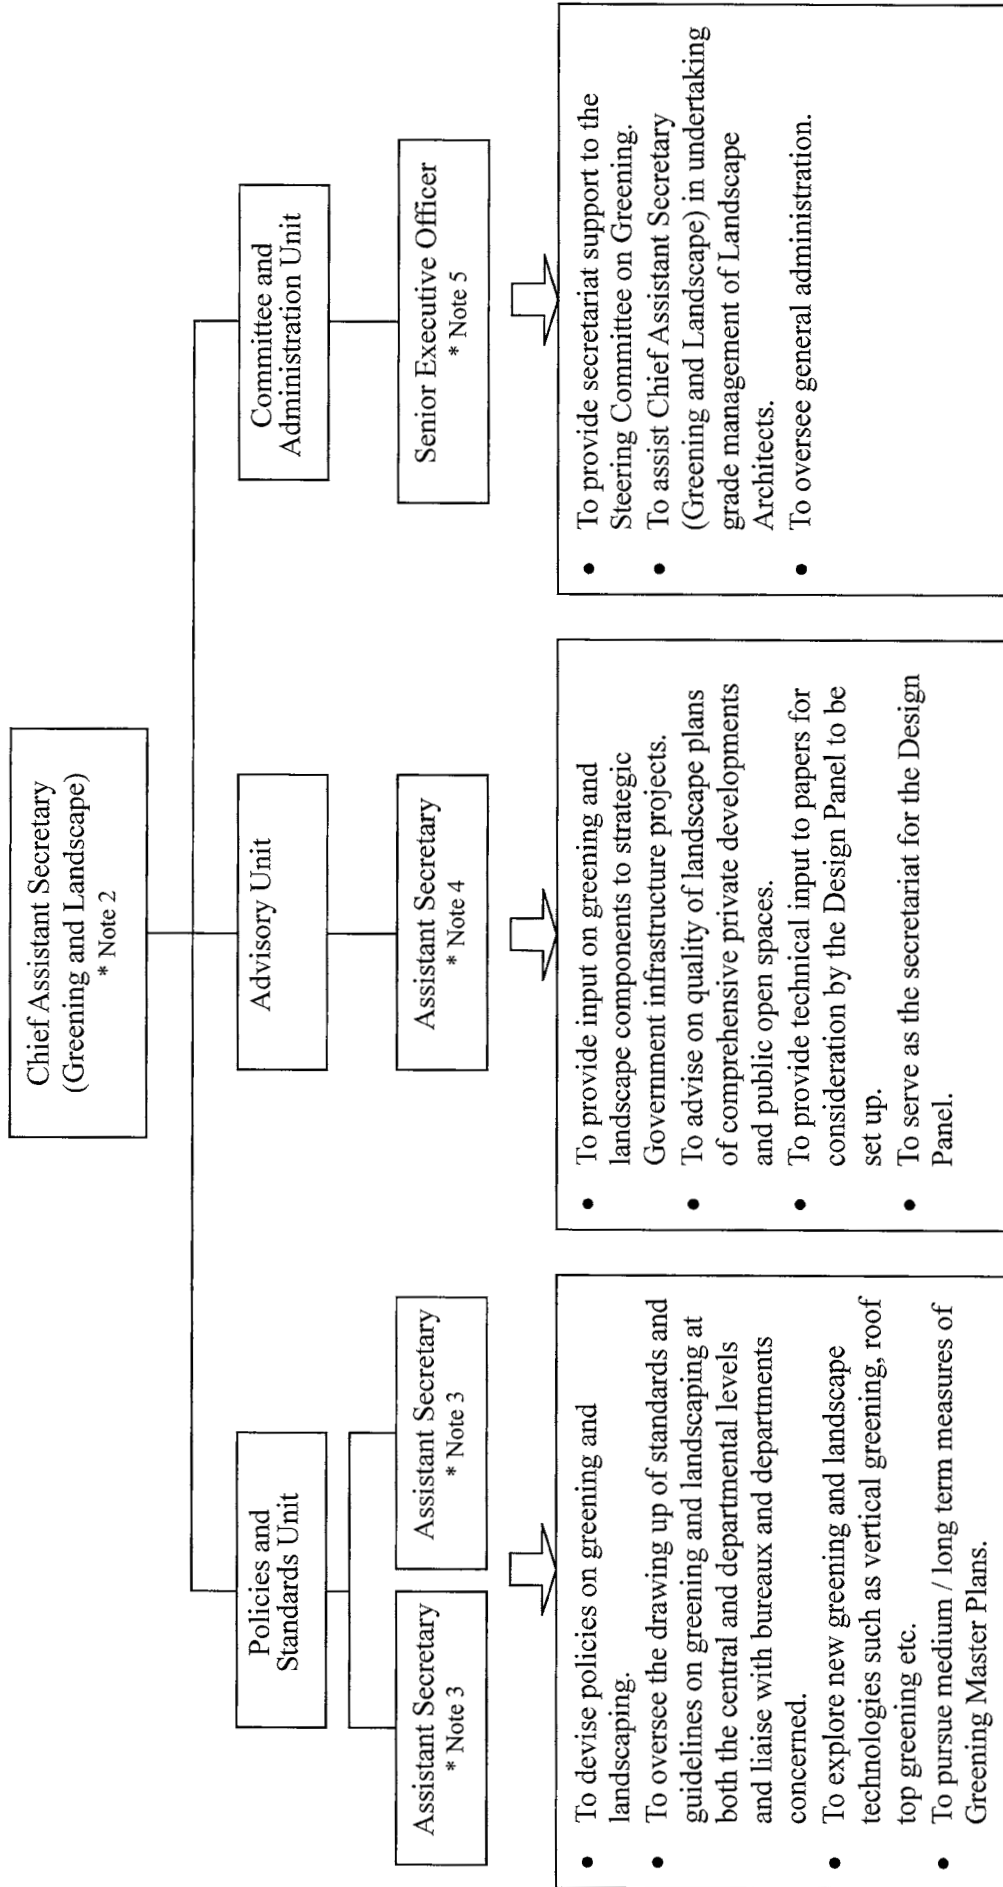 Chief Assistant Secretary
(Greening and Landscape)
* Note 2
Policies and
Standards Unit
Assistant Secretary
* Note 3
Assistant Secretary
* Note 3
• To devise policies on greening and
landscaping.
• To oversee the drawing up of standards and
guidelines on greening and landscaping at
both the central and departmental levels
and liaise with bureaux and departments
concerned.
• To explore new greening and landscape
technologies such as vertical greening, roof
top greening etc.
• To pursue medium / long term measures of
Greening Master Plans.
Advisory Unit
Assistant Secretary
* Note 4
• To provide input on greening and
landscape components to strategic
Government infrastructure projects.
• To advise on quality of landscape plans
of comprehensive private developments
and public open spaces.
• To provide technical input to papers for
consideration by the Design Panel to be
set up.
• To serve as the secretariat for the Design
Panel.
Committee and
Administration Unit
Senior Executive Officer
* Note 5
• To provide secretariat support to the
Steering Committee on Greening.
• To assist Chief Assistant Secretary
(Greening and Landscape) in undertaking
grade management of Landscape
Architects.
• To oversee general administration.